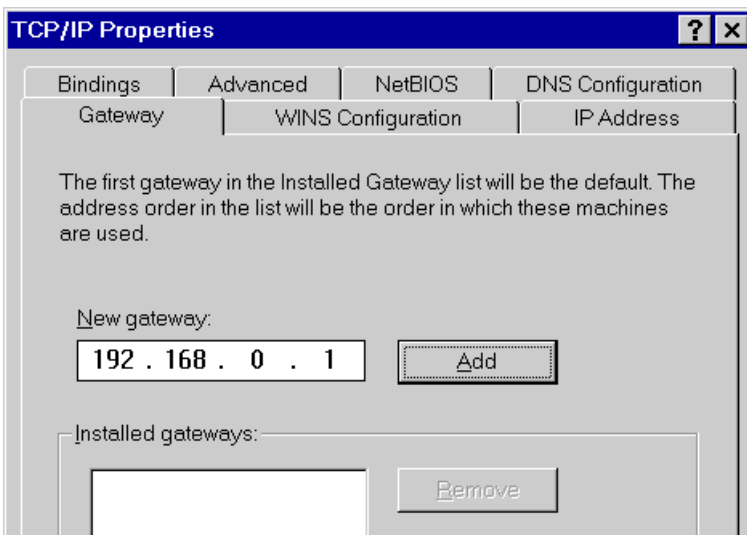 TCP/IP Properties
? ×
Bindings Advanced NetBIOS DNS Configuration
Gateway WINS Configuration IP Address
The first gateway in the Installed Gateway list will be the default. The
address order in the list will be the order in which these machines
are used.
New gateway:
192 . 168 . 0 . 1 Add
Installed gateways:
Remove